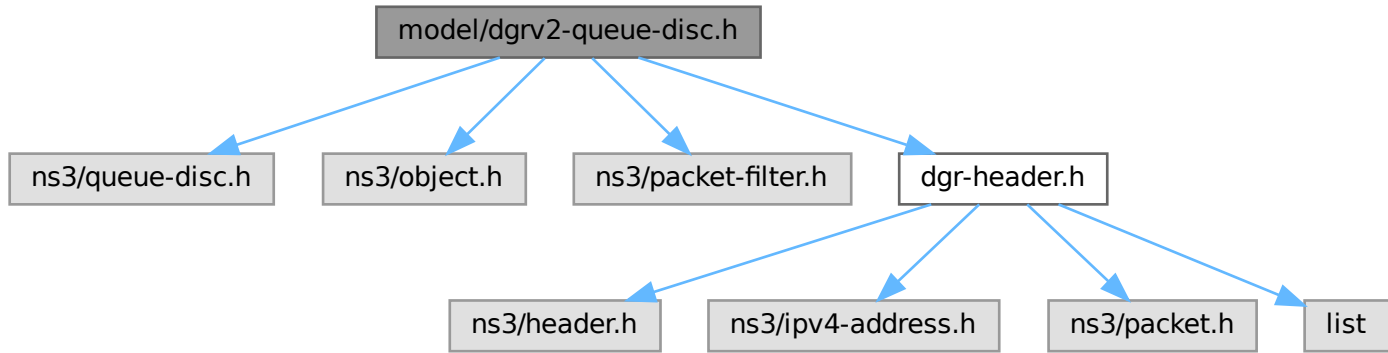 model/dgrv2-queue-disc.h
ns3/queue-disc.h
ns3/object.h
ns3/packet-filter.h
dgr-header.h
ns3/header.h
ns3/ipv4-address.h
ns3/packet.h
list